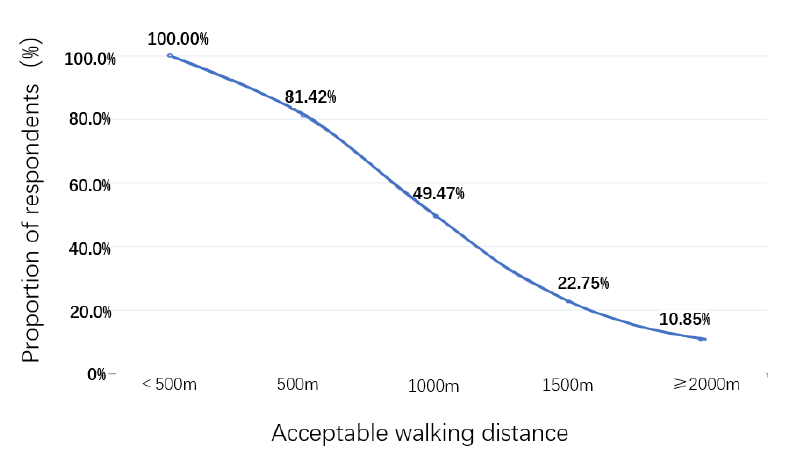 Proportion of respondents (%)
100.0%
80.0%
60.0%
40.0%
20.0%
0%
100.00%
81.42%
49.47%
22.75%
10.85%
<500m
500m
1000m
1500m
≥2000m
Acceptable walking distance